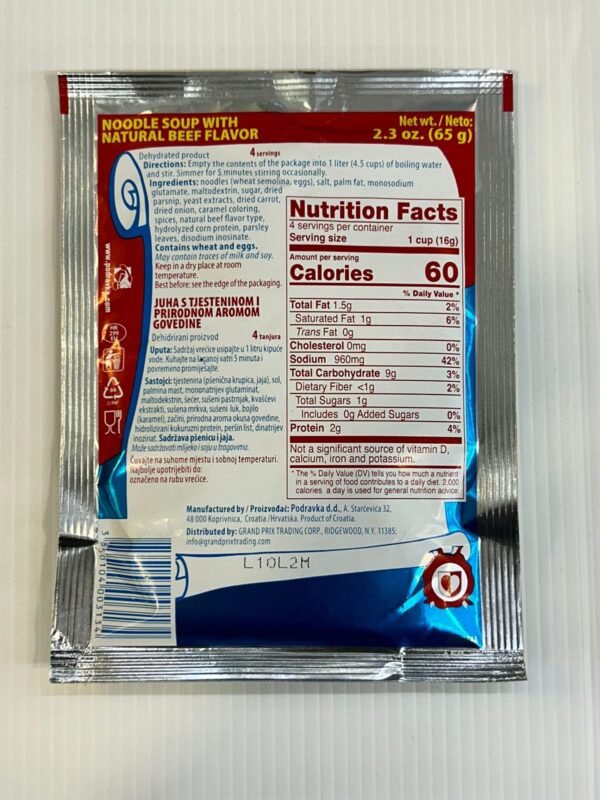 NOODLE SOUP WITH
NATURAL BEEF FLAVOR
Net wt. / Neto:
2.3 oz. (65 g)
Dehydrated product 4 servings
Directions: Empty the contents of the package into 1 liter (4.5 cups) of boiling water
and stir. Simmer for 5 minutes stirring occasionally.
Ingredients: noodles (wheat semolina, eggs), salt, palm fat, monosodium
glutamate, maltodextrin, sugar, dried
parsnip, yeast extracts, dried carrot,
dried onion, caramel coloring,
spices, natural beef flavor type,
hydrolyzed corn protein, parsley
leaves, disodium inosinate.
Contains wheat and eggs.
May contain traces of milk and soy.
Keep in a dry place at room
temperature.
Best before: see the edge of the packaging.
JUHA S TJESTENINOM I
PRIRODNOM AROMOM
GOVEDINE
Dehidrirani proizvod 4 tanjura
Uputa: Sadržaj vrećice usipajte u 1 litru kipuće
vode. Kuhajte na laganoj vatri 5 minuta i
povremeno promiješajte.
Sastojci: tjestenina (pšenična krupica, jaja), sol,
palmina mast, mononatrijev glutaminat,
maltodekstrin, šećer, sušeni pastrnjak, kvaščevi
ekstrakti, sušena mrkva, sušeni luk, bojilo
(karamel), začini, prirodna aroma okusa govedine,
hidrolizirani kukuruzni protein, peršin list, dinatrijev
inozinat. Sadržava pšenicu i jaja.
Može sadržavati mlijeko i soju u tragovima.
Čuvajte na suhome mjestu i sobnoj temperaturi.
Najbolje upotrijebiti do:
označeno na rubu vrećice.
www.podravka.com
HR
299
84
C/PAP
Nutrition Facts
4 servings per container
Serving size 1 cup (16g)
Amount per serving
Calories 60
% Daily Value *
Total Fat 1.5g 2%
Saturated Fat 1g 6%
Trans Fat 0g
Cholesterol 0mg 0%
Sodium 960mg 42%
Total Carbohydrate 9g 3%
Dietary Fiber <1g 2%
Total Sugars 1g
Includes 0g Added Sugars 0%
Protein 2g 4%
Not a significant source of vitamin D,
calcium, iron and potassium.
* The % Daily Value (DV) tells you how much a nutrient
in a serving of food contributes to a daily diet. 2,000
calories a day is used for general nutrition advice.
Manufactured by / Proizvođač: Podravka d.d., A. Starčevića 32,
48 000 Koprivnica, Croatia /Hrvatska. Product of Croatia.
Distributed by: GRAND PRIX TRADING CORP., RIDGEWOOD, N.Y. 11385;
info@grandprixtrading.com
L10L2M
3 850104 003134